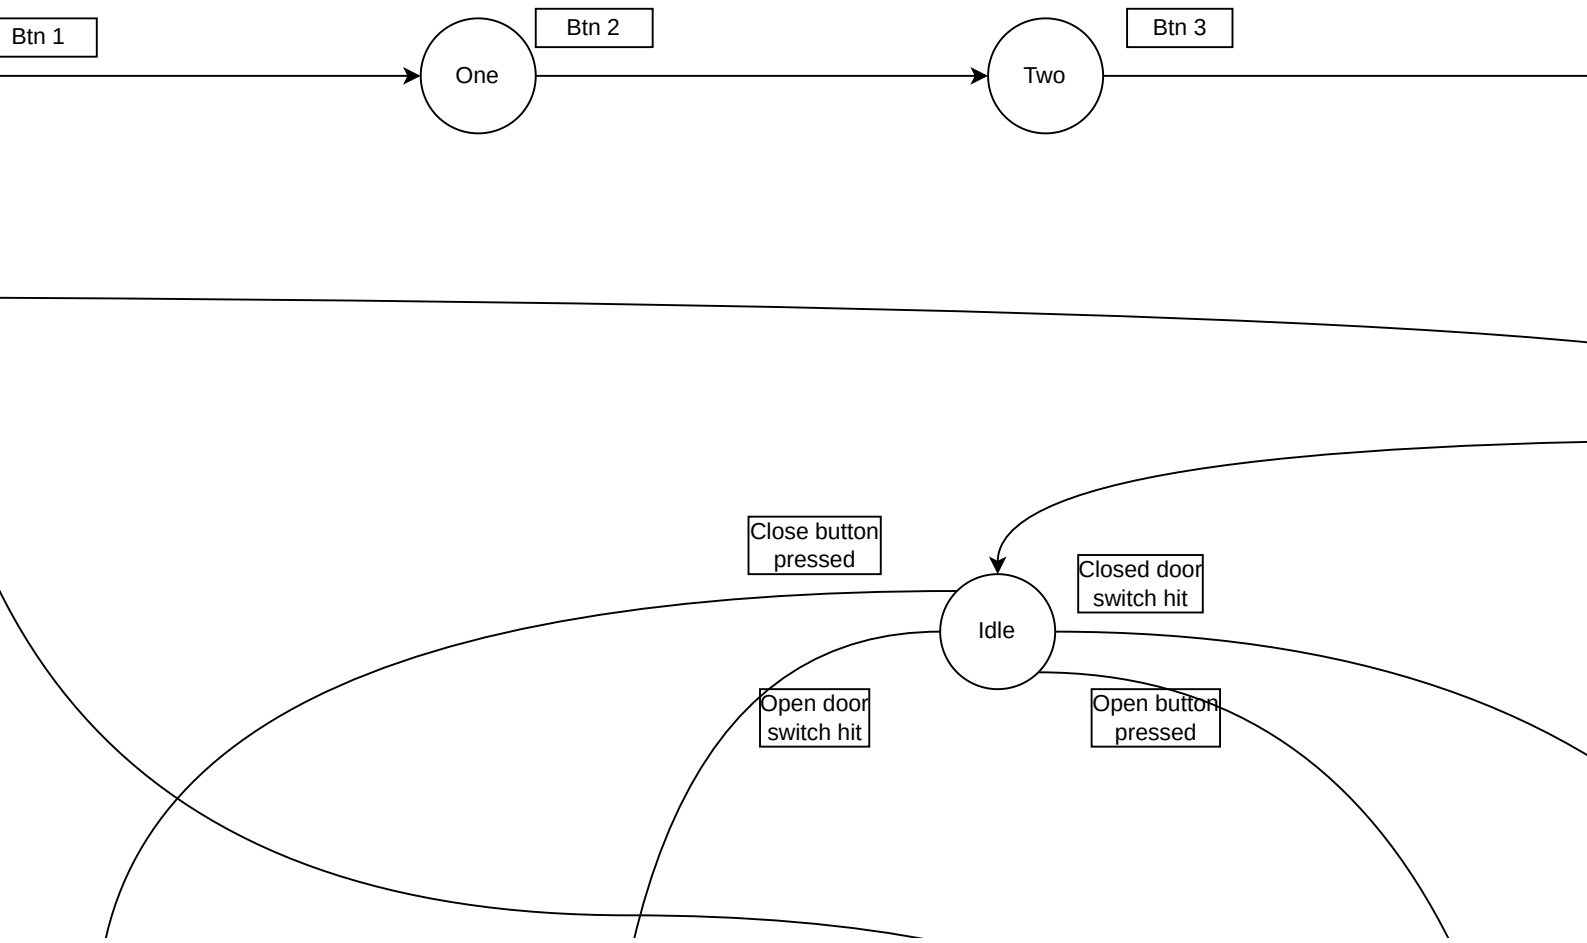 Btn 1
Btn 2
Btn 3
One
Two
Close button
pressed
Closed door
switch hit
Idle
Open door
switch hit
Open button
pressed